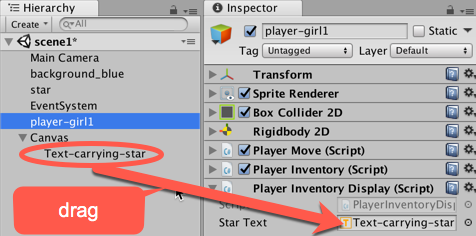 Hierarchy
Create
All
scene1*
Main Camera
background_blue
star
EventSystem
player-girl1
Canvas
Text-carrying-star
drag
Inspector
player-girl1
Static
Tag Untagged Layer Default
Transform
Sprite Renderer
Box Collider 2D
Rigidbody 2D
Player Move (Script)
Player Inventory (Script)
Player Inventory Display (Script)
Star Text Text-carrying-star